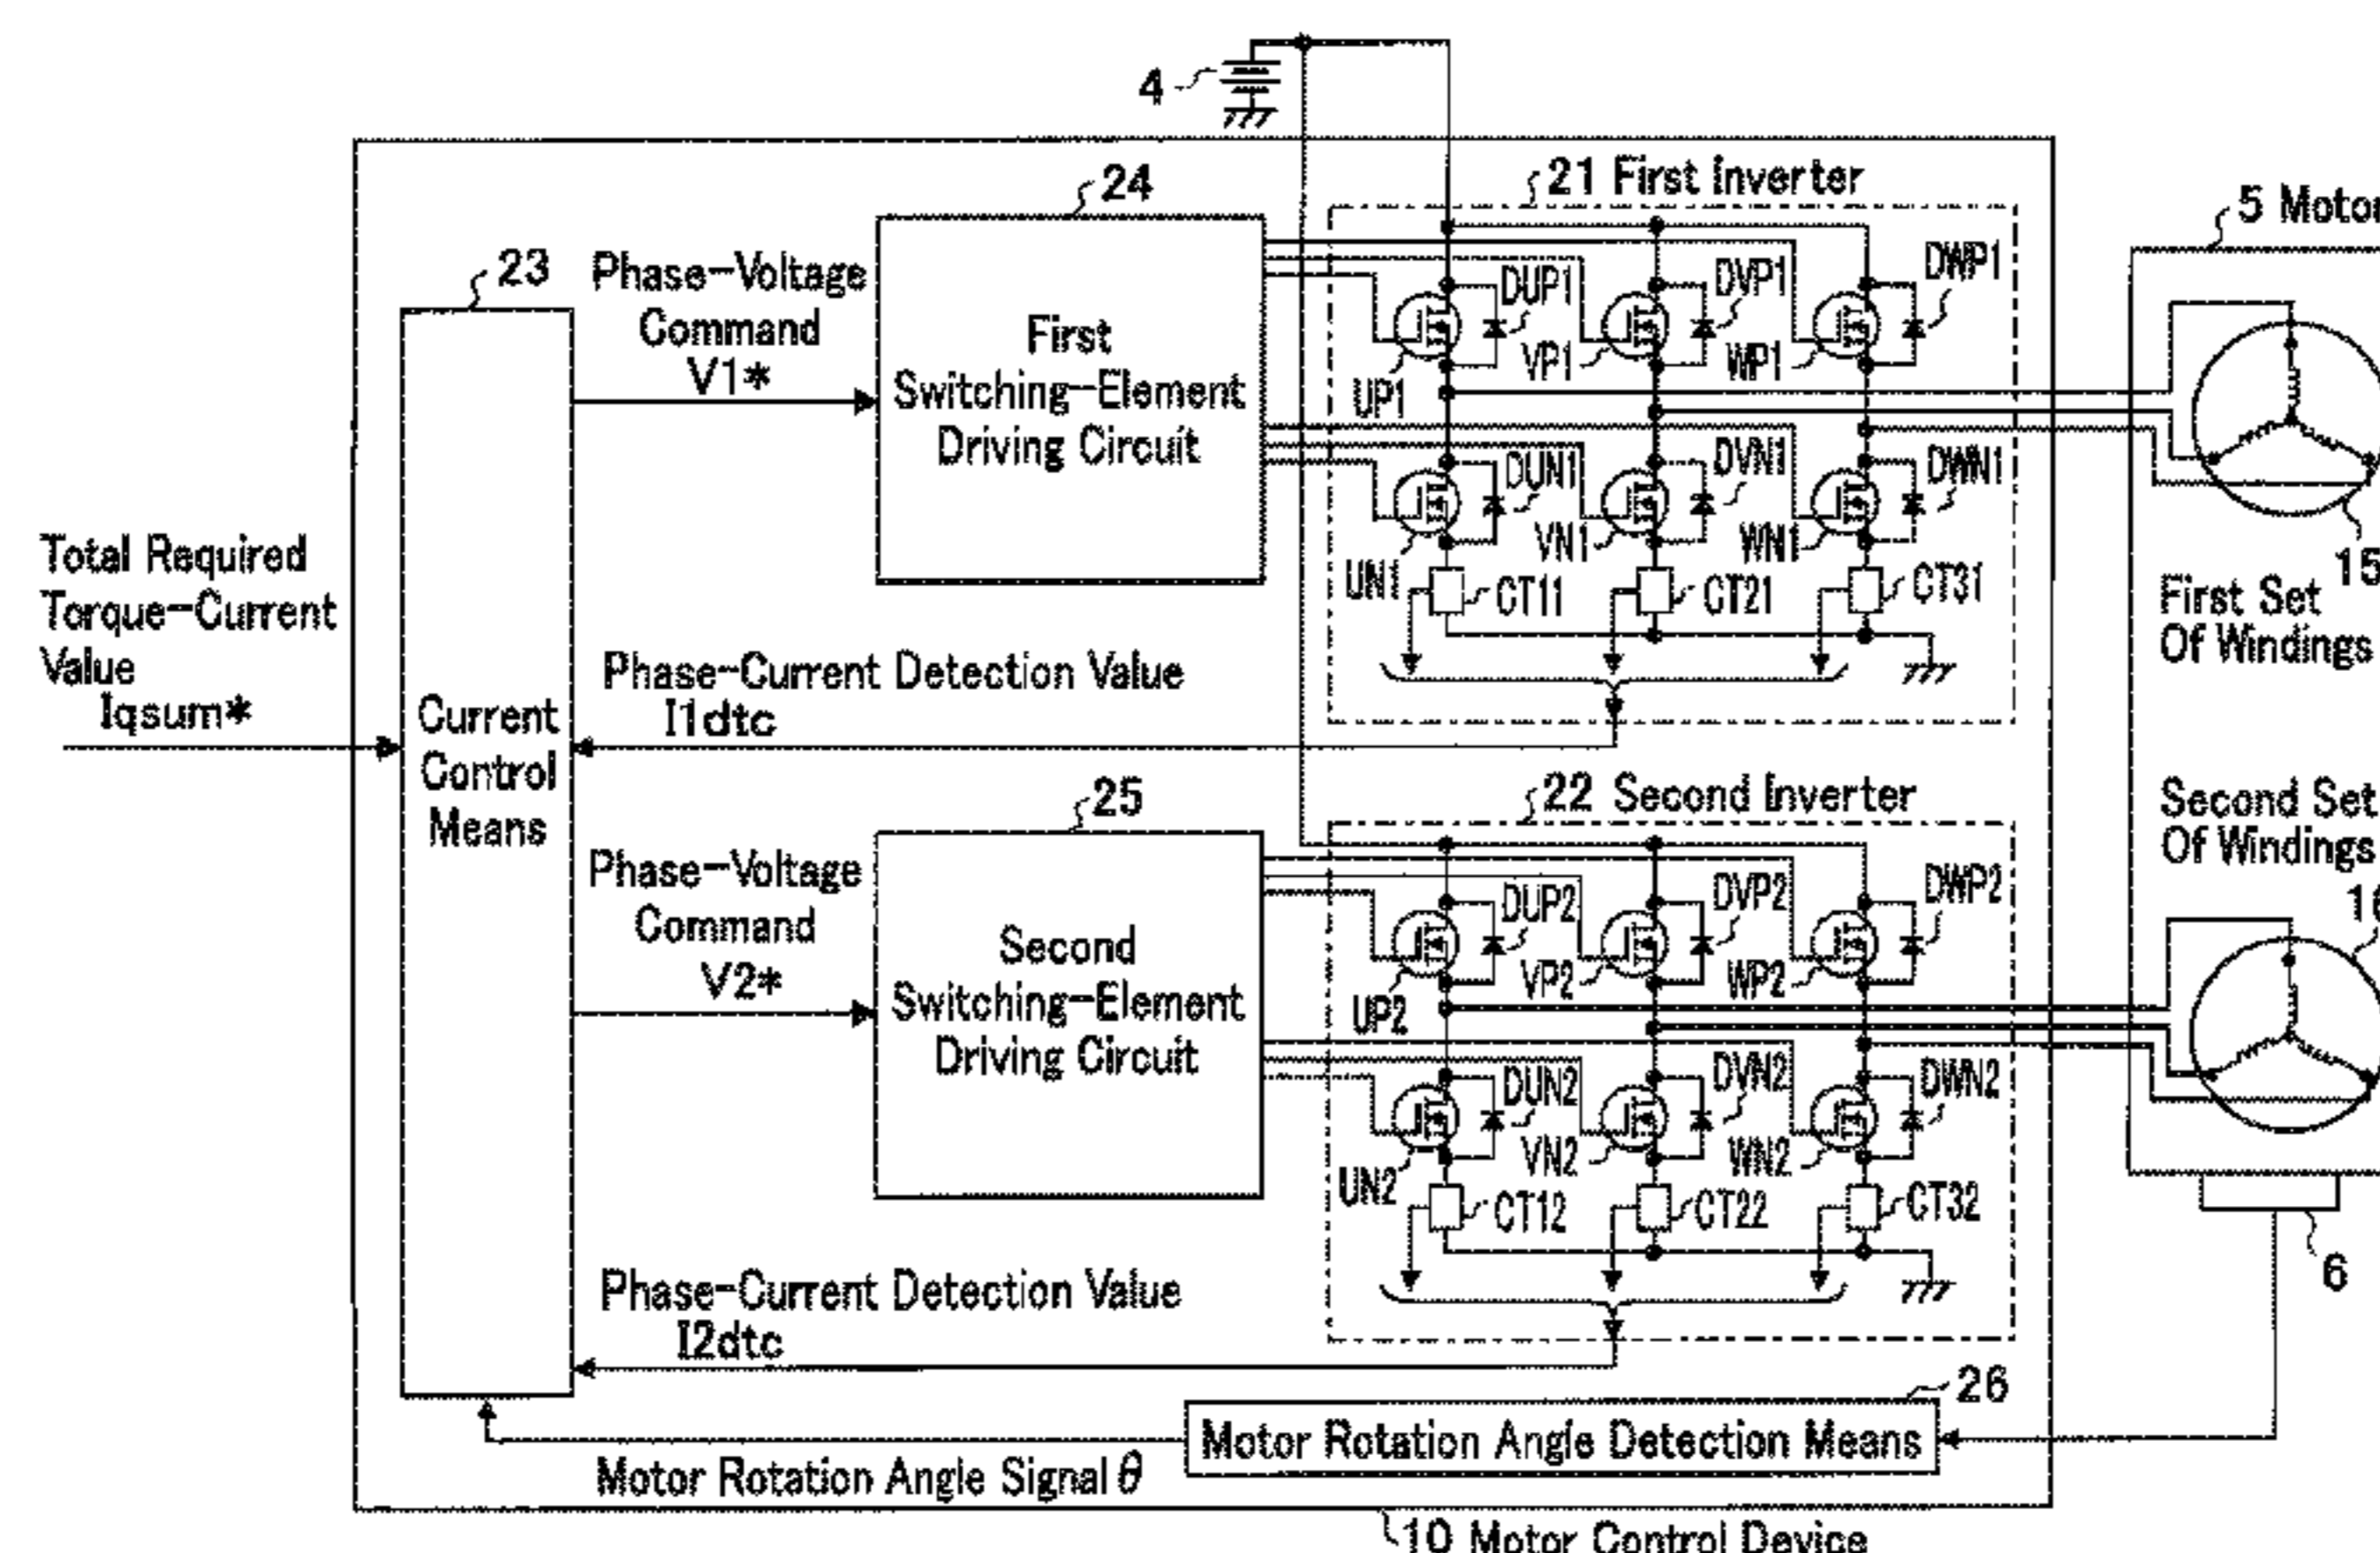 4
24
21 First Inverter
5 Motor
23
Phase-Voltage
Command
V1*
First
Switching-Element
Driving Circuit
DUP1
DVP1
DWP1
UP1
VP1
WP1
DUN1
DVN1
DWN1
UN1
VN1
WN1
CT11
CT21
CT31
15
First Set
Of Windings
Total Required
Torque-Current
Value
Iqsum*
Current
Control
Means
Phase-Current Detection Value
I1dtc
25
22 Second Inverter
Second Set
Of Windings
16
Phase-Voltage
Command
V2*
Second
Switching-Element
Driving Circuit
DUP2
DVP2
DWP2
UP2
VP2
WP2
DUN2
DVN2
DWN2
UN2
VN2
WN2
CT12
CT22
CT32
6
Phase-Current Detection Value
I2dtc
26
Motor Rotation Angle Detection Means
Motor Rotation Angle Signal θ
10 Motor Control Device